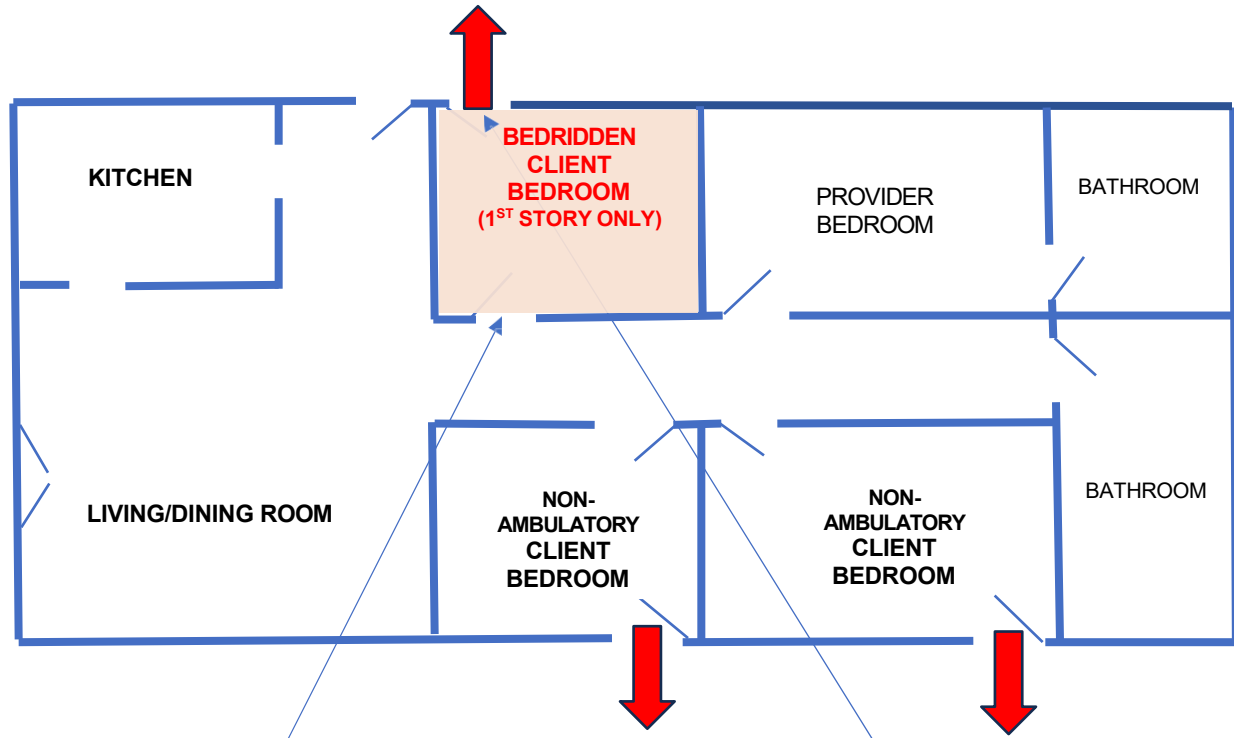 KITCHEN
BEDRIDDEN
CLIENT
BEDROOM
(1ST STORY ONLY)
PROVIDER
BEDROOM
BATHROOM
LIVING/DINING ROOM
NON-
AMBULATORY
CLIENT
BEDROOM
NON-
AMBULATORY
CLIENT
BEDROOM
BATHROOM